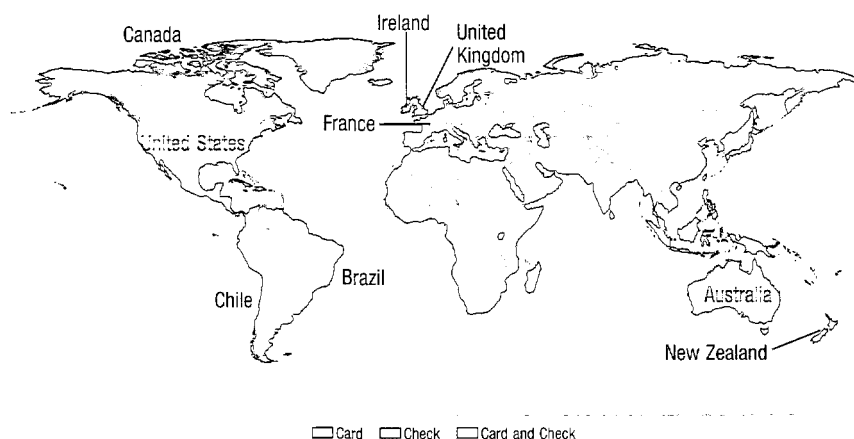 Ireland
Canada
United
Kingdom
France
United States
Brazil
Chile
Australia
New Zealand
Card Check Card and Check